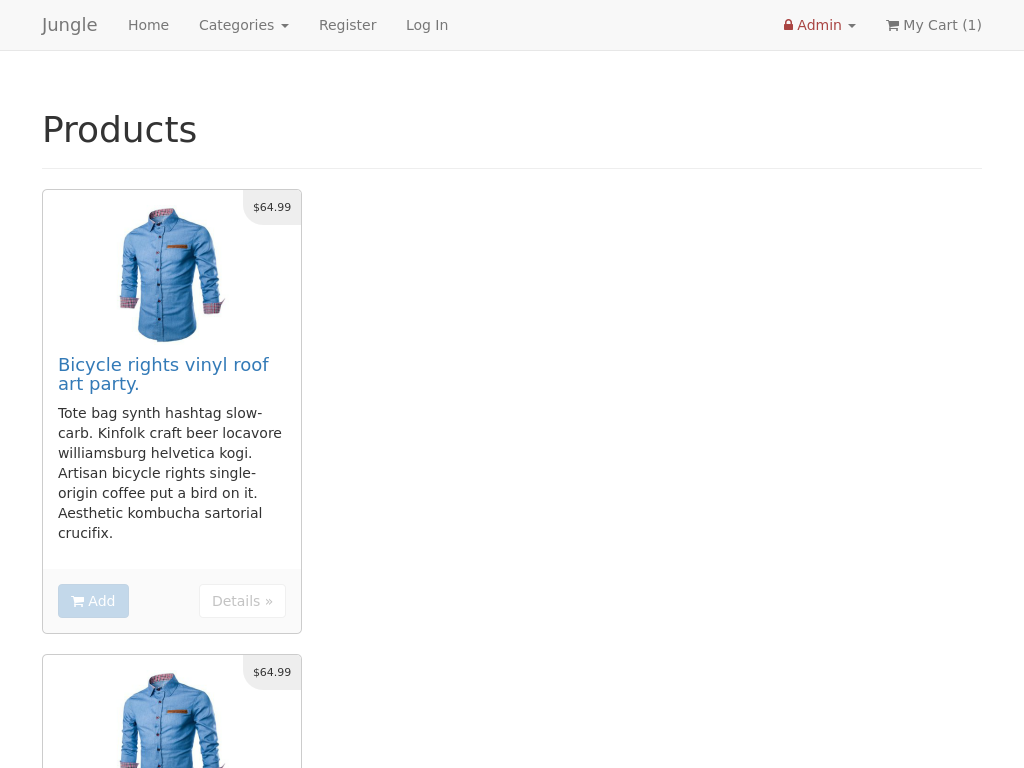 Jungle Home Categories Register Log In Admin My Cart (1)
Products
$64.99
Bicycle rights vinyl roof
art party.
Tote bag synth hashtag slow-
carb. Kinfolk craft beer locavore
williamsburg helvetica kogi.
Artisan bicycle rights single-
origin coffee put a bird on it.
Aesthetic kombucha sartorial
crucifix.
Add Details »
$64.99